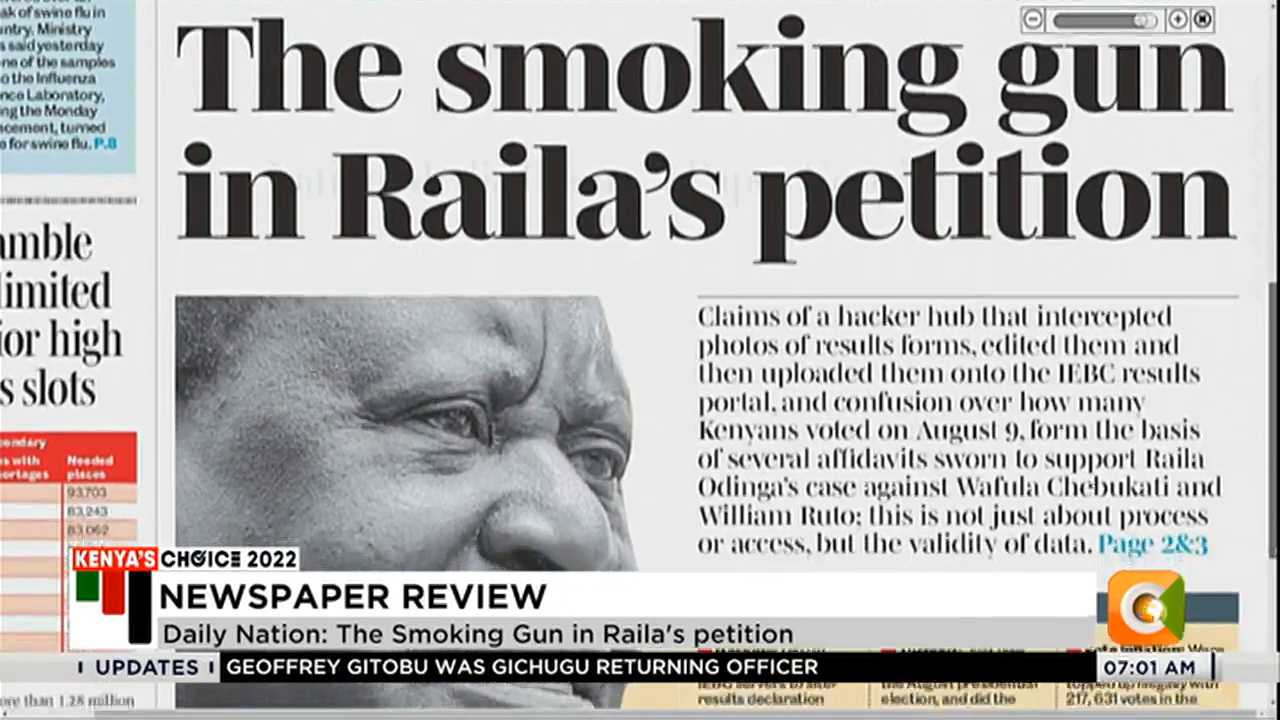 ak of swine flu in
untry. Ministry
s said yesterday
ne of the samples
o the Influenza
nce Laboratory,
ng the Monday
acement, turned
e for swine flu. P.8
amble
limited
ior high
s slots
ondary
s with
ortages
Needed
places
93,703
83,243
83,062
The smoking gun
in Raila's petition
Claims of a hacker hub that intercepted
photos of results forms, edited them and
then uploaded them onto the IEBC results
portal, and confusion over how many
Kenyans voted on August 9, form the basis
of several affidavits sworn to support Raila
Odinga's case against Wafula Chebukati and
William Ruto: this is not just about process
or access, but the validity of data. Page 2&3
KENYA'S CHOICE 2022
NEWSPAPER REVIEW
Daily Nation: The Smoking Gun in Raila's petition
UPDATES GEOFFREY GITOBU WAS GICHUGU RETURNING OFFICER
07:01 AM
ore than 1.28 million
results declaration
election, and did the
217, 631 votes in the